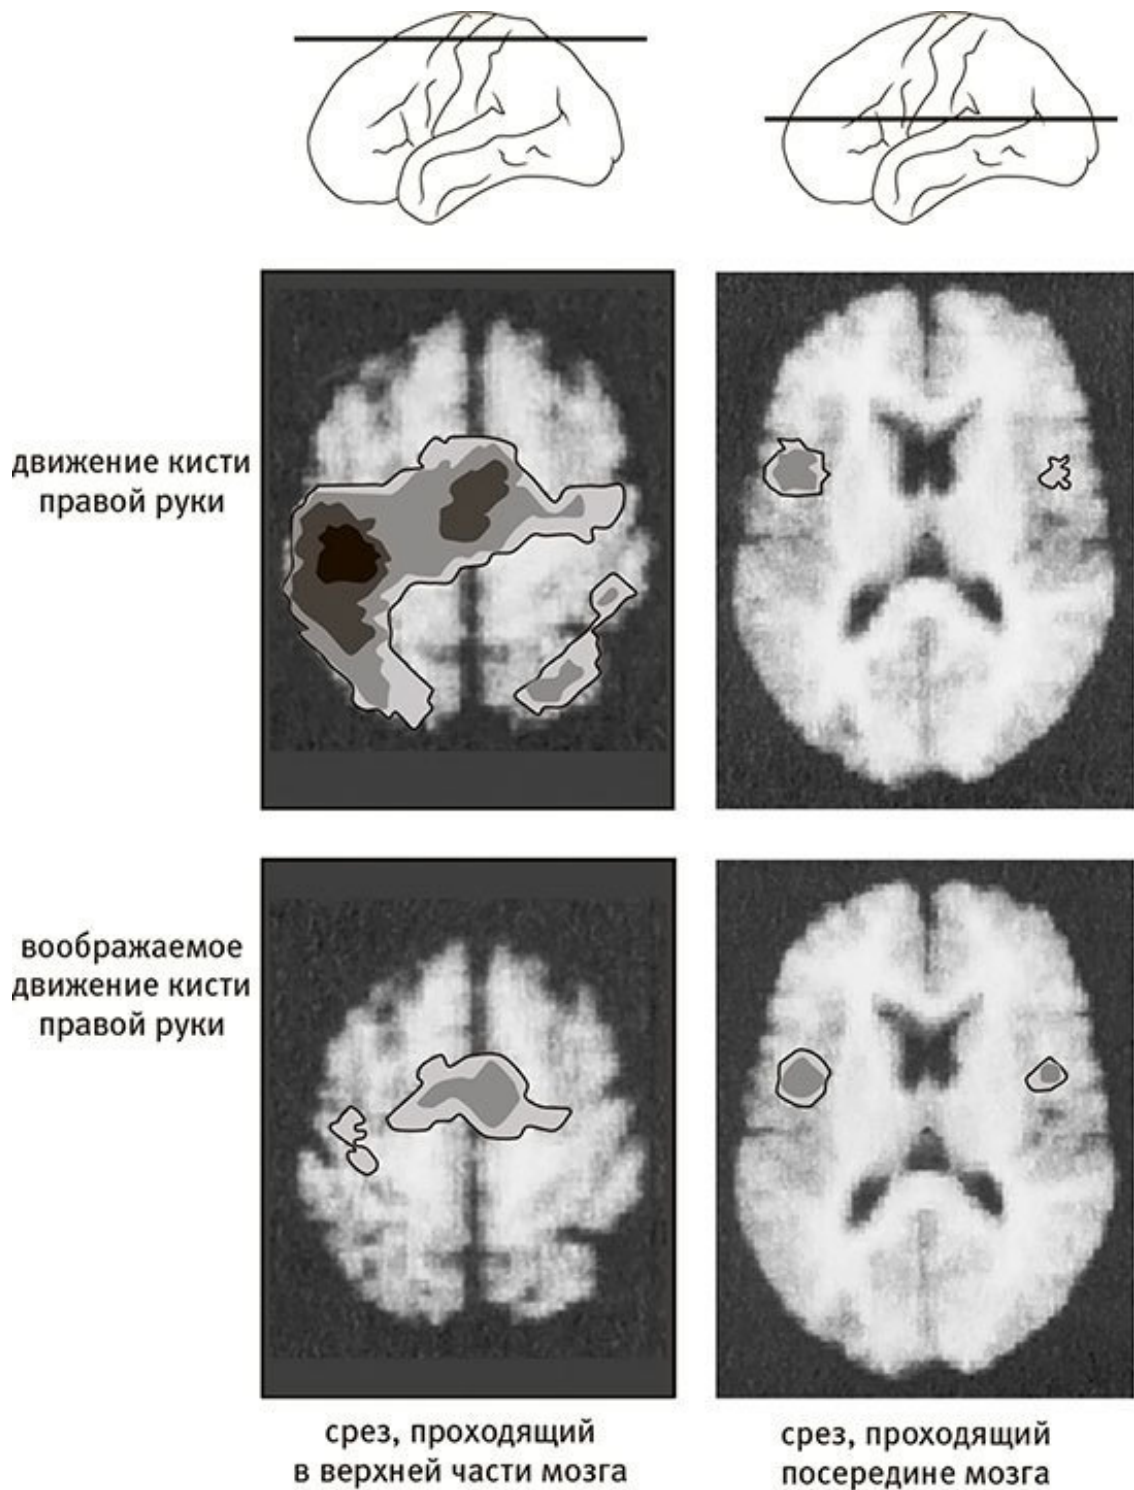 движение кисти
правой руки
воображаемое
движение кисти
правой руки
срез, проходящий
в верхней части мозга
срез, проходящий
посередине мозга